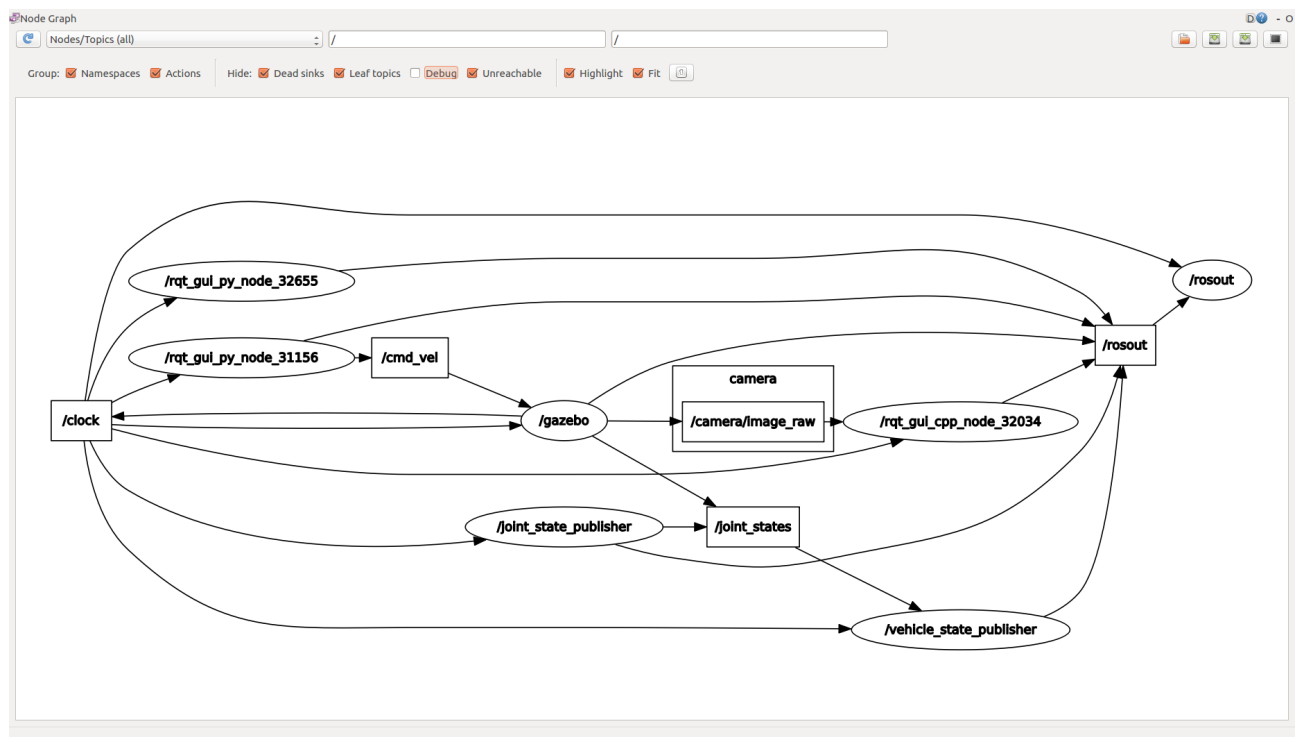 Node Graph
D - O
Nodes/Topics (all) / /
Group: Namespaces Actions Hide: Dead sinks Leaf topics Debug Unreachable Highlight Fit
/rqt_gui_py_node_32655
/rosout
/rqt_gui_py_node_31156
/cmd_vel
/rosout
camera
/clock
/gazebo
/camera/image_raw
/rqt_gui_cpp_node_32034
/joint_state_publisher
/joint_states
/vehicle_state_publisher